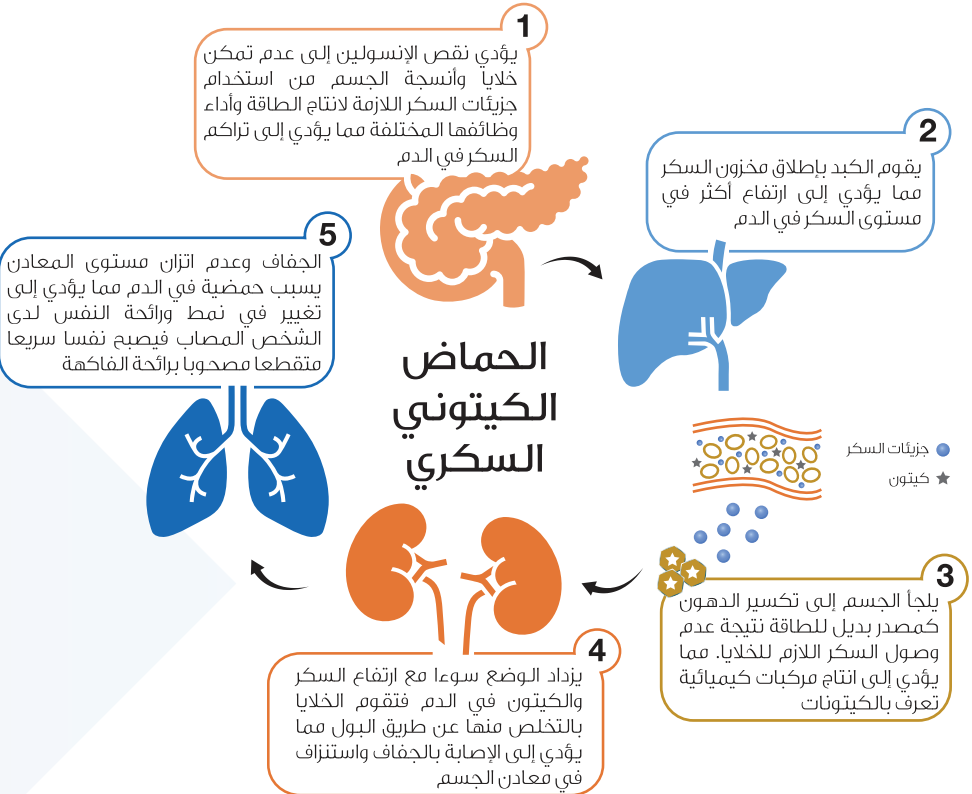 الحماض
الكيتوني
السكري
1
يؤدي نقص الإنسولين إلى عدم تمكن
خلايا وأنسجة الجسم من استخدام
جزيئات السكر اللازمة لانتاج الطاقة وأداء
وظائفها المختلفة مما يؤدي إلى تراكم
السكر في الدم
2
يقوم الكبد بإطلاق مخزون السكر
مما يؤدي إلى ارتفاع أكثر في
مستوى السكر في الدم
جزيئات السكر
كيتون
3
يلجأ الجسم إلى تكسير الدهون
كمصدر بديل للطاقة نتيجة عدم
وصول السكر اللازم للخلايا. مما
يؤدي إلى انتاج مركبات كيميائية
تعرف بالكيتونات
4
يزداد الوضع سوءا مع ارتفاع السكر
والكيتون في الدم فتقوم الخلايا
بالتخلص منها عن طريق البول مما
يؤدي إلى الإصابة بالجفاف واستنزاف
في معادن الجسم
5
الجفاف وعدم اتزان مستوى المعادن
يسبب حمضية في الدم مما يؤدي إلى
تغيير في نمط ورائحة النفس لدى
الشخص المصاب فيصبح نفسا سريعا
متقطعا مصحوبا برائحة الفاكهة